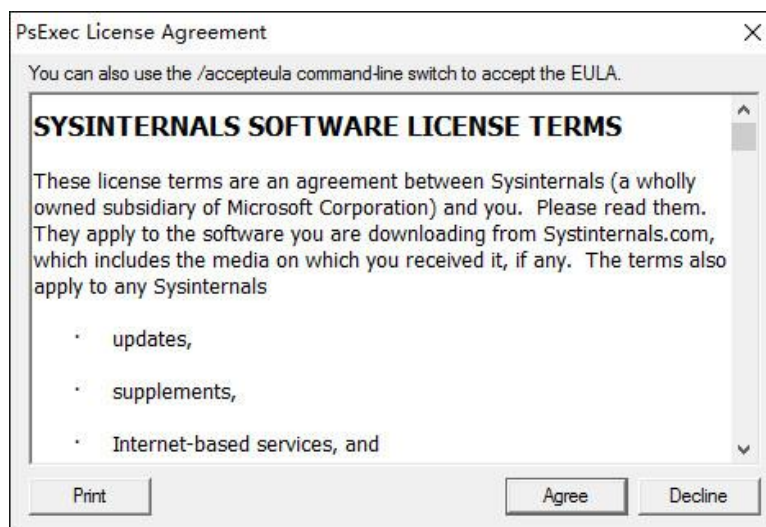 PsExec License Agreement
You can also use the /accepteula command-line switch to accept the EULA.
SYSINTERNALS SOFTWARE LICENSE TERMS
These license terms are an agreement between Sysinternals (a wholly
owned subsidiary of Microsoft Corporation) and you.  Please read them.
They apply to the software you are downloading from Systinternals.com,
which includes the media on which you received it, if any.  The terms also
apply to any Sysinternals
· updates,
· supplements,
· Internet-based services, and
Print Agree Decline